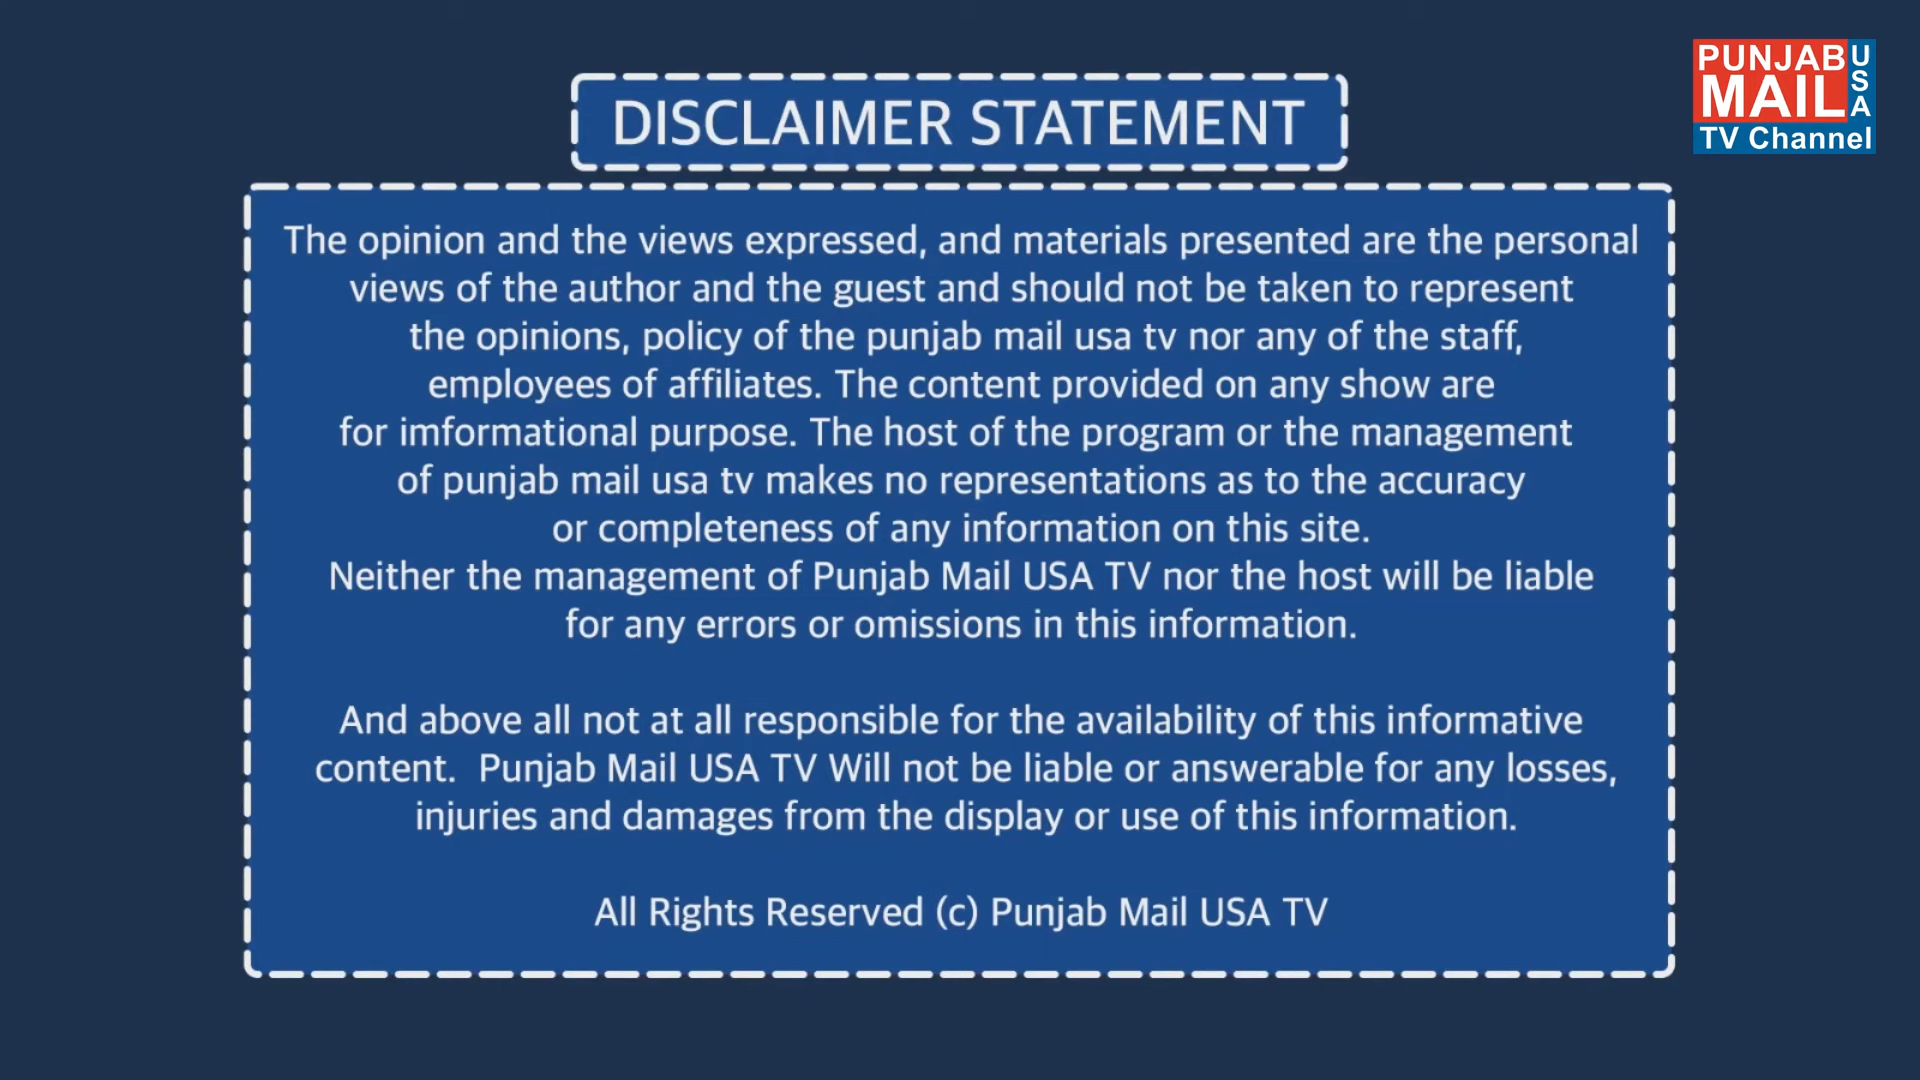 DISCLAIMER STATEMENT
PUNJAB USA
MAIL
TV Channel
The opinion and the views expressed, and materials presented are the personal
views of the author and the guest and should not be taken to represent
the opinions, policy of the punjab mail usa tv nor any of the staff,
employees of affiliates. The content provided on any show are
for imformational purpose. The host of the program or the management
of punjab mail usa tv makes no representations as to the accuracy
or completeness of any information on this site.
Neither the management of Punjab Mail USA TV nor the host will be liable
for any errors or omissions in this information.
And above all not at all responsible for the availability of this informative
content.  Punjab Mail USA TV Will not be liable or answerable for any losses,
injuries and damages from the display or use of this information.
All Rights Reserved (c) Punjab Mail USA TV